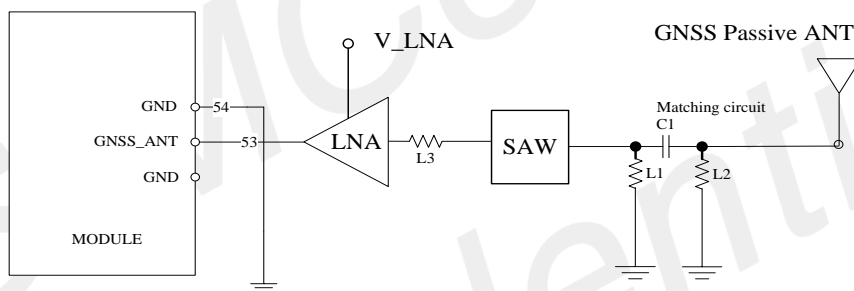 V_LNA
GNSS Passive ANT
GND
54
Matching circuit
C1
GNSS_ANT
53
LNA
L3
SAW
L1
L2
GND
MODULE